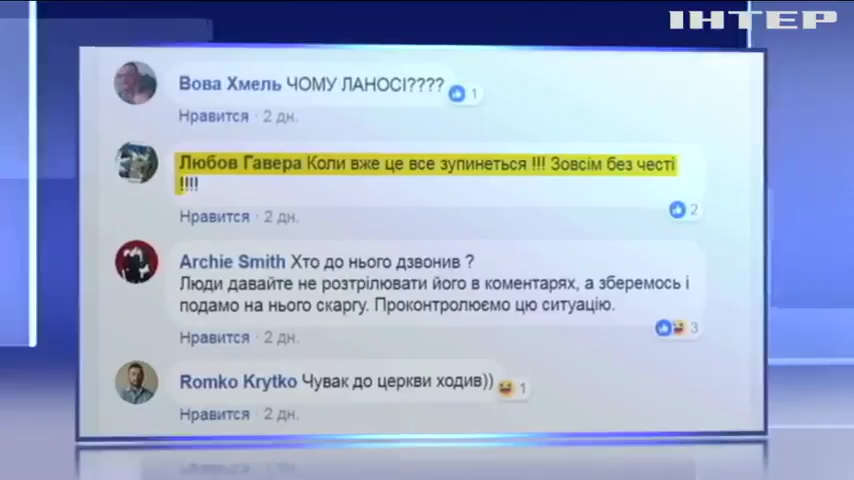 ІНТЕР
Вова Хмель ЧОМУ ЛАНОСІ????
1
Нравится · 2 дн.
Любов Гавера Коли вже це все зупинеться !!! Зовсім без честі
!!!!
2
Нравится · 2 дн.
Archie Smith Хто до нього дзвонив ?
Люди давайте не розтрілювати його в коментарях, а зберемось і
подамо на нього скаргу. Проконтролюємо цю ситуацію.
3
Нравится · 2 дн.
Romko Krytko Чувак до церкви ходив))
1
Нравится · 2 дн.